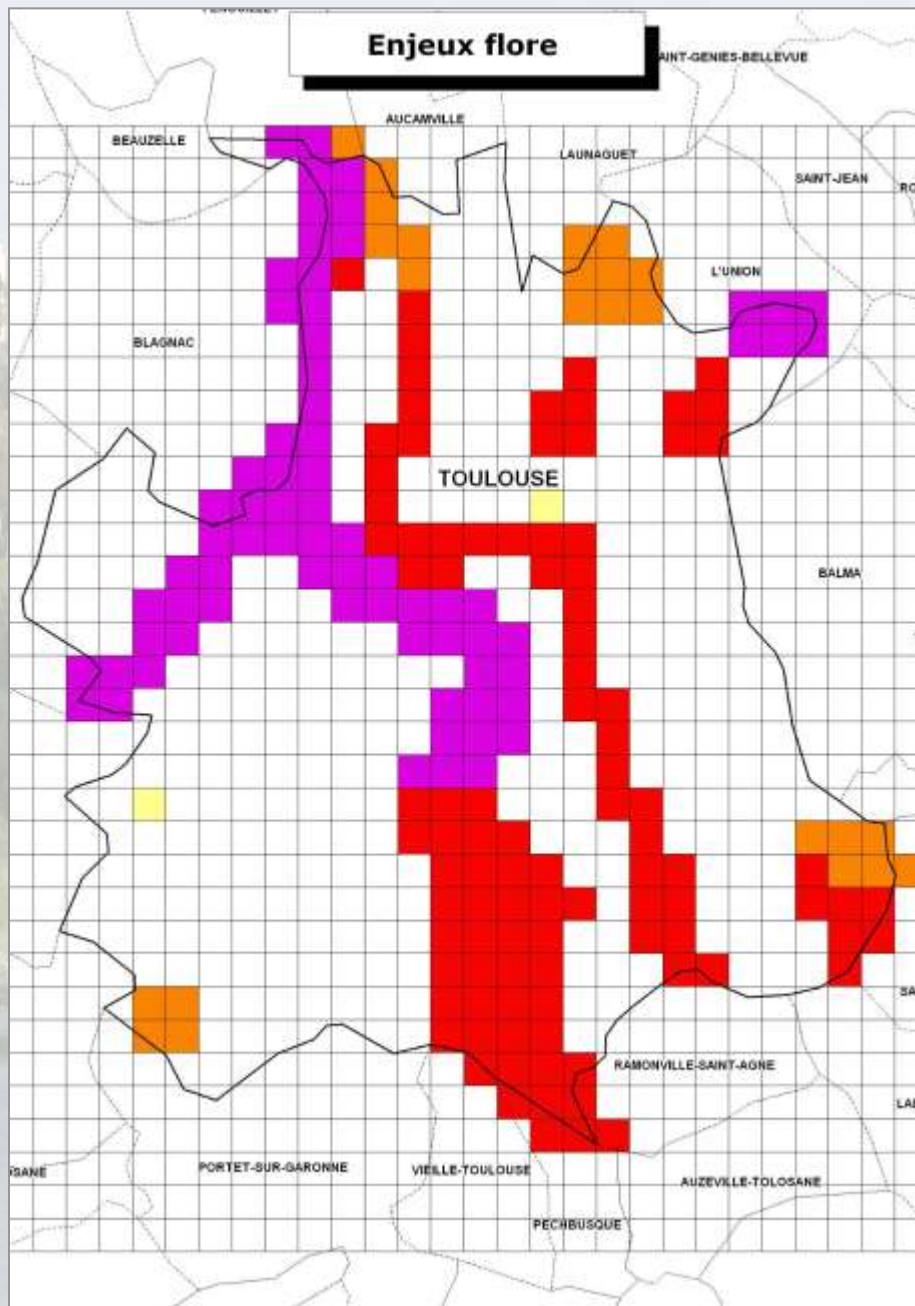 Enjeux flore
AINT-GENIES-BELLEVUE
AUCAMVILLE
BEAUZELLE
LAUNAGUET
SAINT-JEAN
L'UNION
BLAGNAC
TOULOUSE
BALMA
RAMONVILLE-SAINT-AGNE
PORTET-SUR-GARONNE
VIEILLE-TOULOUSE
AUZEVILLE-TOLOSANE
PECHBUSQUE